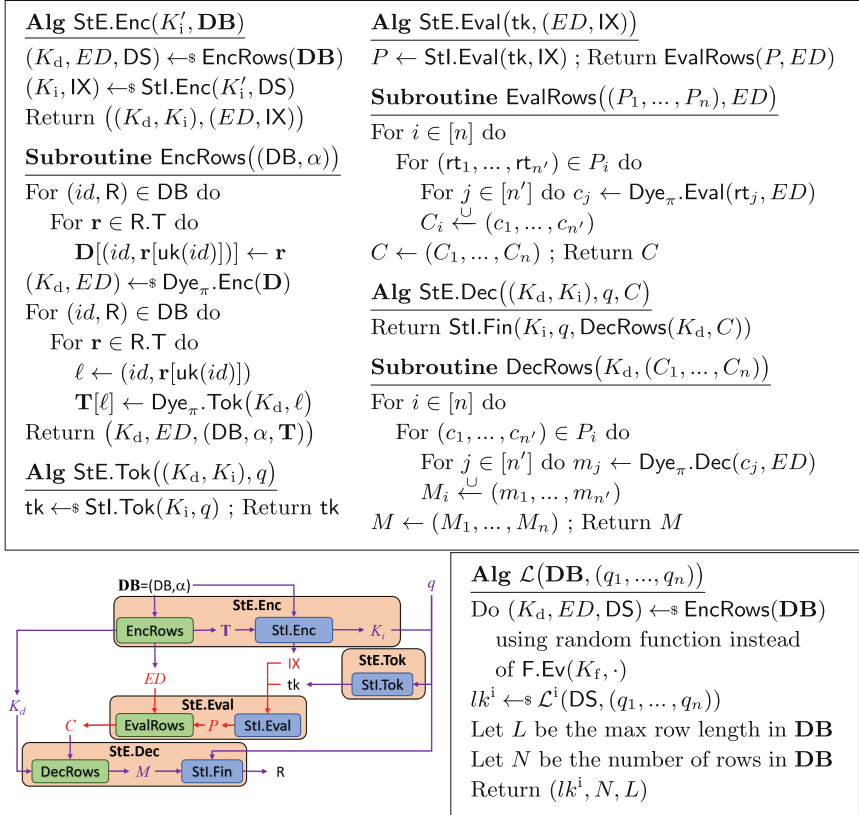 Alg StE.Enc(K′ᵢ, DB)
(K_d, ED, DS) ←$ EncRows(DB)
(K_i, IX) ←$ StI.Enc(K′ᵢ, DS)
Return ((K_d, K_i), (ED, IX))
Subroutine EncRows((DB, α))
For (id, R) ∈ DB do
For r ∈ R.T do
D[(id, r[uk(id)])] ← r
(K_d, ED) ←$ Dye_π.Enc(D)
For (id, R) ∈ DB do
For r ∈ R.T do
ℓ ← (id, r[uk(id)])
T[ℓ] ← Dye_π.Tok(K_d, ℓ)
Return (K_d, ED, (DB, α, T))
Alg StE.Tok((K_d, K_i), q)
tk ←$ StI.Tok(K_i, q) ; Return tk
Alg StE.Eval(tk, (ED, IX))
P ← StI.Eval(tk, IX) ; Return EvalRows(P, ED)
Subroutine EvalRows((P_1, . . . , P_n), ED)
For i ∈ [n] do
For (rt_1, . . . , rt_{n′}) ∈ P_i do
For j ∈ [n′] do c_j ← Dye_π.Eval(rt_j, ED)
C_i ←∪ (c_1, . . . , c_{n′})
C ← (C_1, . . . , C_n) ; Return C
Alg StE.Dec((K_d, K_i), q, C)
Return StI.Fin(K_i, q, DecRows(K_d, C))
Subroutine DecRows(K_d, (C_1, . . . , C_n))
For i ∈ [n] do
For (c_1, . . . , c_{n′}) ∈ P_i do
For j ∈ [n′] do m_j ← Dye_π.Dec(c_j, ED)
M_i ←∪ (m_1, . . . , m_{n′})
M ← (M_1, . . . , M_n) ; Return M
DB=(DB,α)
q
StE.Enc
EncRows
T
StI.Enc
K_i
StE.Tok
IX
tk
StI.Tok
ED
K_d
StE.Eval
C
EvalRows
P
StI.Eval
StE.Dec
DecRows
M
StI.Fin
R
Alg L(DB, (q_1, ..., q_n))
Do (K_d, ED, DS) ←$ EncRows(DB)
using random function instead
of F.Ev(K_f, ·)
lkⁱ ←$ Lⁱ(DS, (q_1, . . . , q_n))
Let L be the max row length in DB
Let N be the number of rows in DB
Return (lkⁱ, N, L)